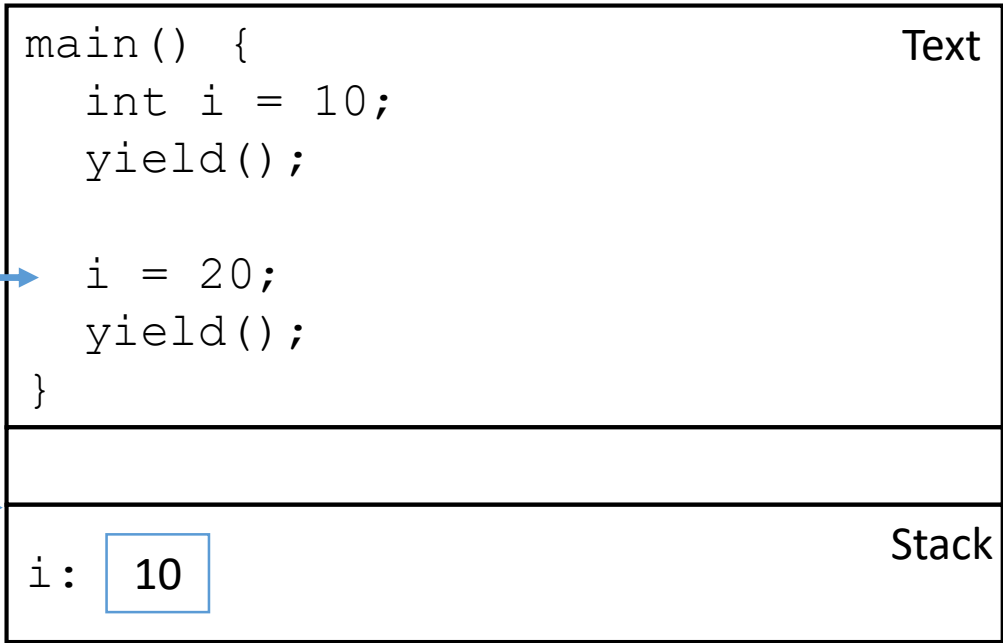 main() {
Text
  int i = 10;
  yield();
  i = 20;
  yield();
}
Stack
i: 10